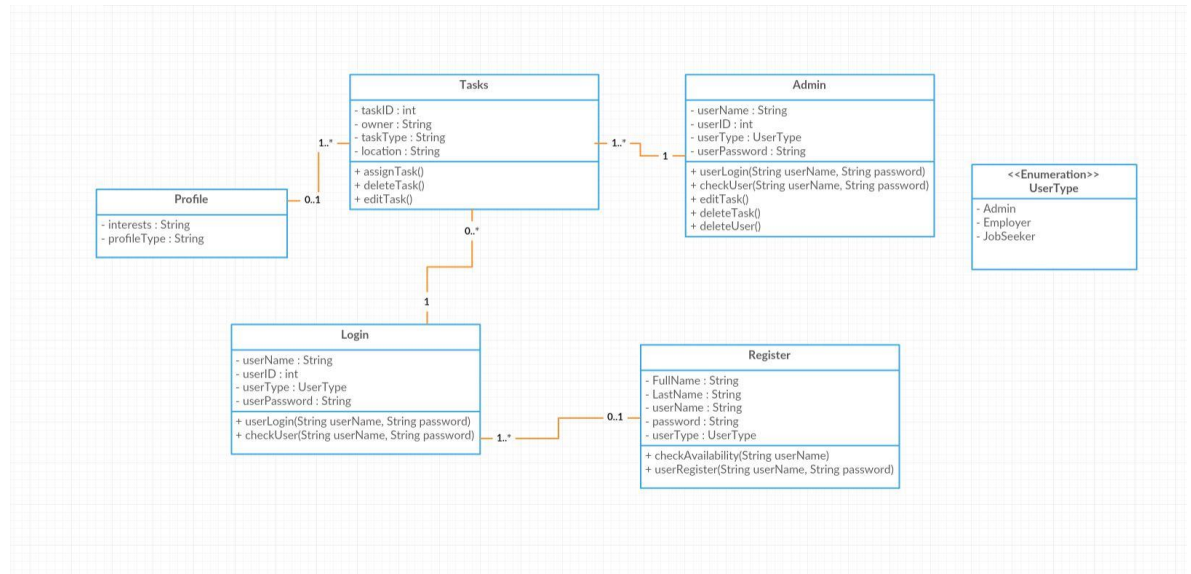 Tasks
- taskID : int
- owner : String
- taskType : String
- location : String
+ assignTask()
+ deleteTask()
+ editTask()
Admin
- userName : String
- userID : int
- userType : UserType
- userPassword : String
+ userLogin(String userName, String password)
+ checkUser(String userName, String password)
+ editTask()
+ deleteTask()
+ deleteUser()
<<Enumeration>>
UserType
- Admin
- Employer
- JobSeeker
1..*
1..*
1
Profile
- interests : String
- profileType : String
0..1
0..*
1
Login
- userName : String
- userID : int
- userType : UserType
- userPassword : String
+ userLogin(String userName, String password)
+ checkUser(String userName, String password)
1..*
0..1
Register
- FullName : String
- LastName : String
- userName : String
- password : String
- userType : UserType
+ checkAvailability(String userName)
+ userRegister(String userName, String password)